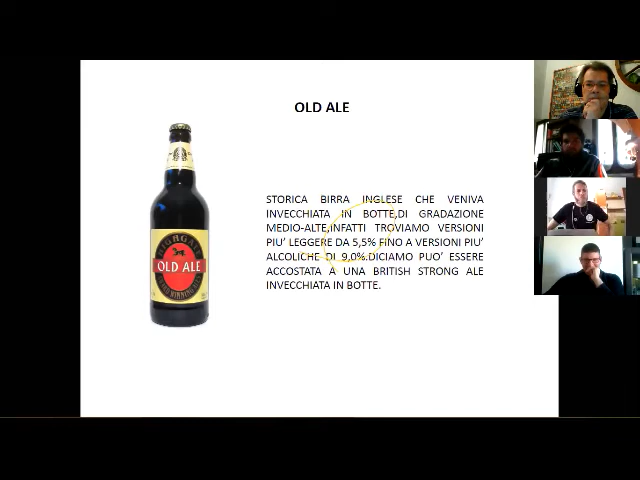 OLD ALE
STORICA BIRRA INGLESE CHE VENIVA
INVECCHIATA IN BOTTE,DI GRADAZIONE
MEDIO-ALTE,INFATTI TROVIAMO VERSIONI
PIU' LEGGERE DA 5,5% FINO A VERSIONI PIU'
ALCOLICHE DI 9,0%.DICIAMO PUO' ESSERE
ACCOSTATA A UNA BRITISH STRONG ALE
INVECCHIATA IN BOTTE.
HIGHGATE
OLD ALE